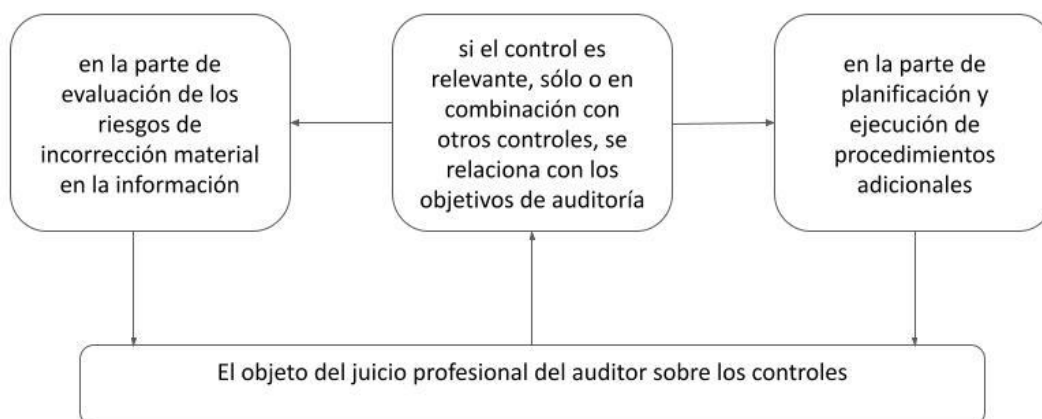 en la parte de
evaluación de los
riesgos de
incorrección material
en la información
si el control es
relevante, sólo o en
combinación con
otros controles, se
relaciona con los
objetivos de auditoría
en la parte de
planificación y
ejecución de
procedimientos
adicionales
El objeto del juicio profesional del auditor sobre los controles